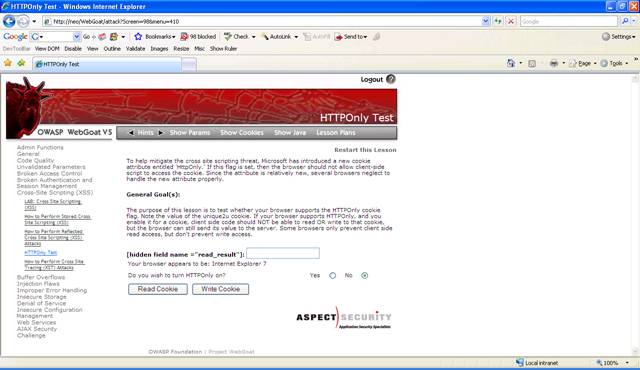 HTTPOnly Test - Windows Internet Explorer
http://neo/WebGoat/attack?Screen=98&menu=410
Google
Google
Go
Bookmarks
98 blocked
Check
AutoLink
AutoFill
Send to
Settings
DevToolBar View DOM Disable View Outline Validate Images Resize Misc Show Ruler
HTTPOnly Test
Page
Tools
Logout ?
HTTPOnly Test
OWASP WebGoat V5
Hints Show Params Show Cookies Show Java Lesson Plans
Admin Functions
General
Code Quality
Unvalidated Parameters
Broken Access Control
Broken Authentication and
Session Management
Cross-Site Scripting (XSS)
LAB: Cross Site Scripting
(XSS)
How to Perform Stored Cross
Site Scripting (XSS)
How to Perform Reflected
Cross Site Scripting (XSS)
Attacks
HTTPOnly Test
How to Perform Cross Site
Tracing (XST) Attacks
Buffer Overflows
Injection Flaws
Improper Error Handling
Insecure Storage
Denial of Service
Insecure Configuration
Management
Web Services
AJAX Security
Challenge
Restart this Lesson
To help mitigate the cross site scripting threat, Microsoft has introduced a new cookie
attribute entitled 'HttpOnly.' If this flag is set, then the browser should not allow client-side
script to access the cookie. Since the attribute is relatively new, several browsers neglect to
handle the new attribute properly.
General Goal(s):
The purpose of this lesson is to test whether your browser supports the HTTPOnly cookie
flag. Note the value of the unique2u cookie. If your browser supports HTTPOnly, and you
enable it for a cookie, client side code should NOT be able to read OR write to that cookie,
but the browser can still send its value to the server. Some browsers only prevent client side
read access, but don't prevent write access.
[hidden field name ="read_result"]:
Your browser appears to be: Internet Explorer 7
Do you wish to turn HTTPOnly on? Yes No
Read Cookie Write Cookie
ASPECT SECURITY
Application Security Specialists
OWASP Foundation | Project WebGoat
Local intranet
100%